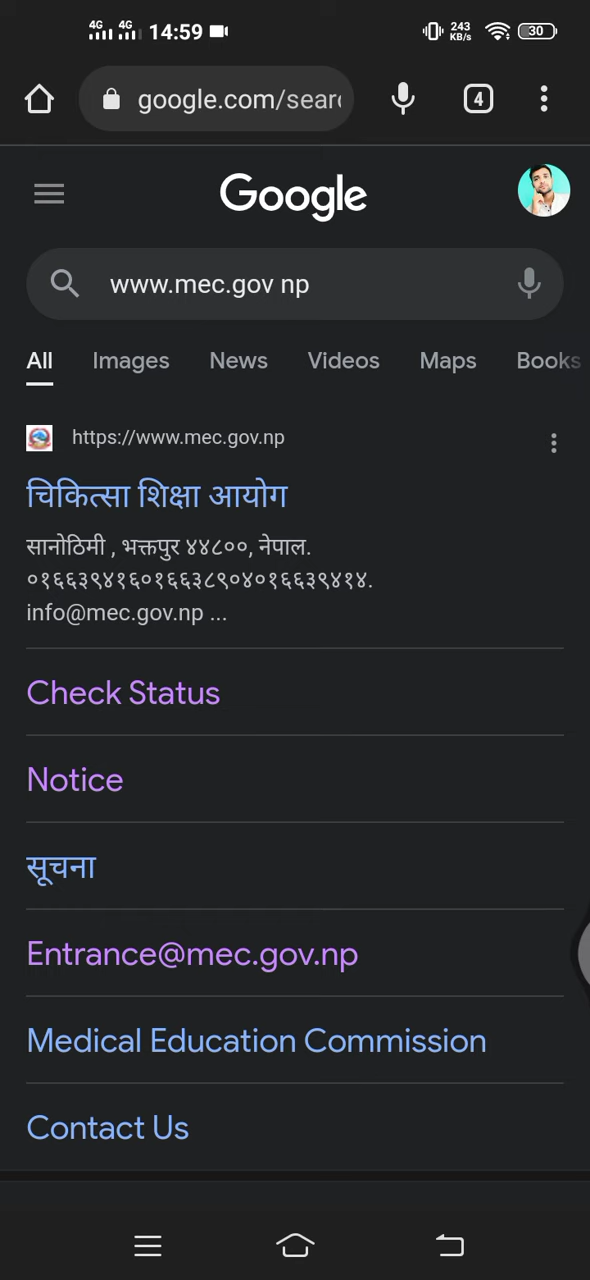 4G 4G 14:59 243 KB/s 30
google.com/sear
4
Google
www.mec.gov np
All Images News Videos Maps Books
https://www.mec.gov.np
चिकित्सा शिक्षा आयोग
सानोठिमी , भक्तपुर ४४८००, नेपाल.
०१६६३९४१६०१६६३८९०४०१६६३९४१४.
info@mec.gov.np ...
Check Status
Notice
सूचना
Entrance@mec.gov.np
Medical Education Commission
Contact Us